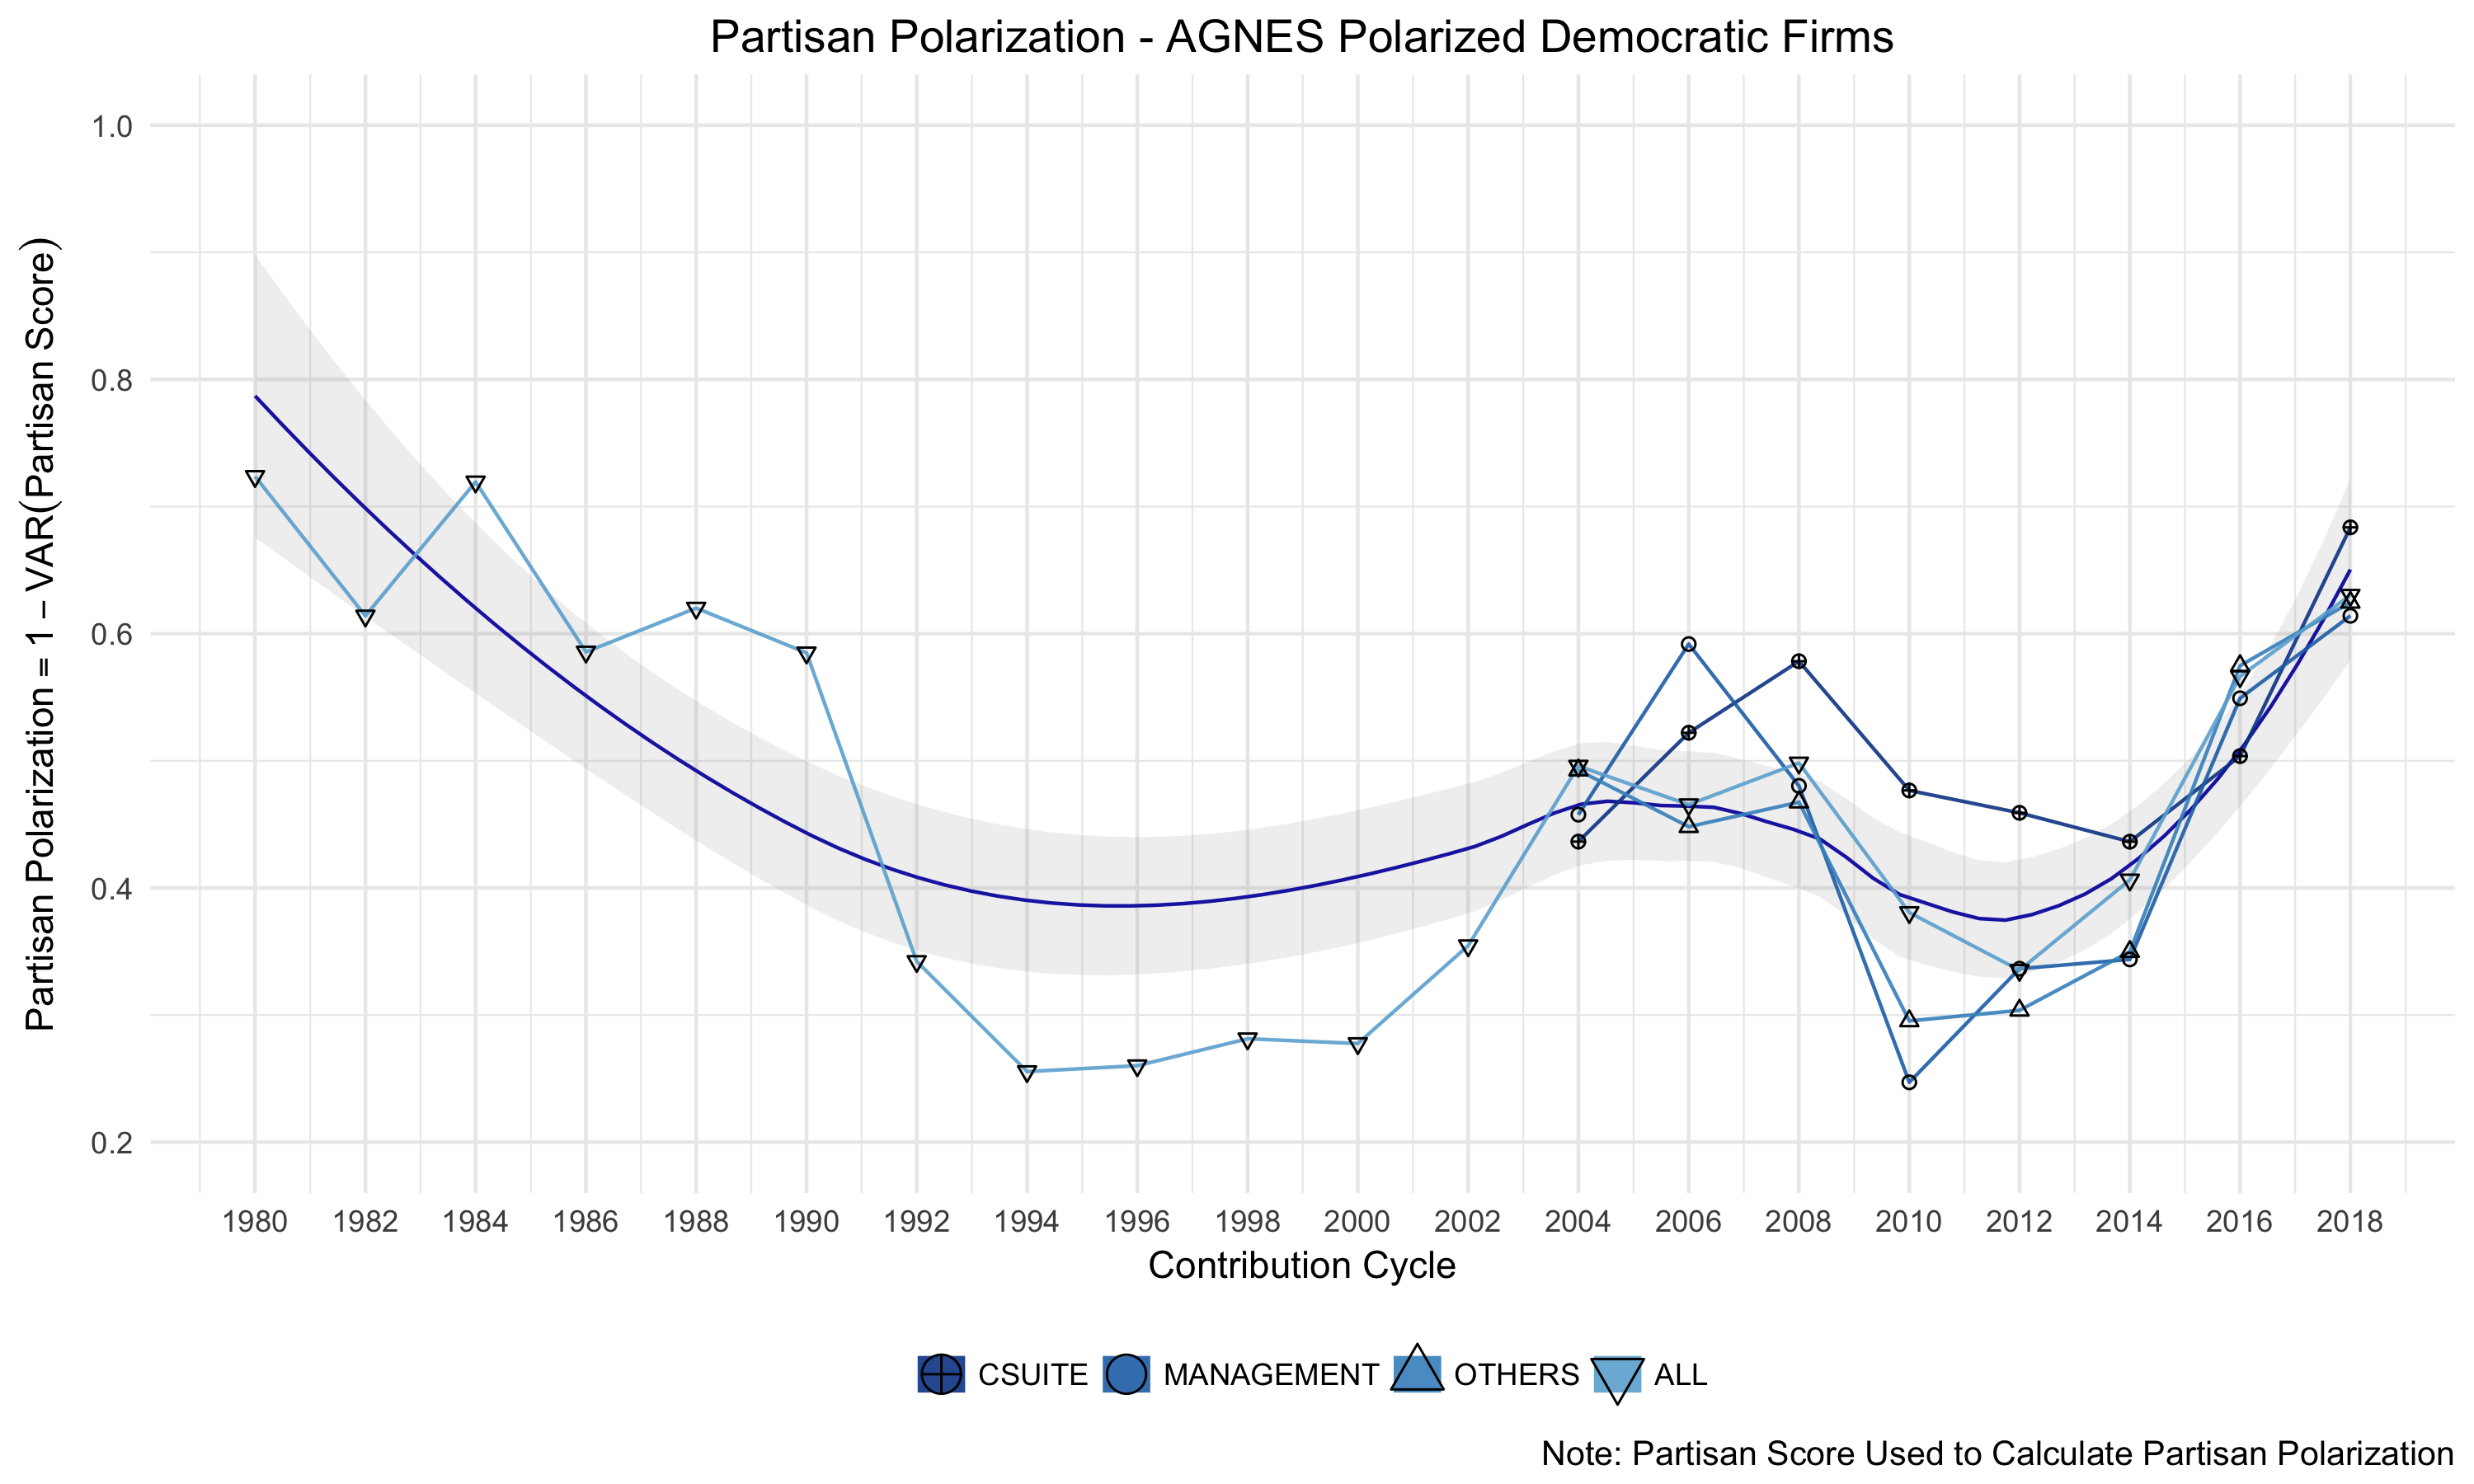 Partisan Polarization - AGNES Polarized Democratic Firms
Partisan Polarization = 1 − VAR(Partisan Score)
1.0
0.8
0.6
0.4
0.2
1980 1982 1984 1986 1988 1990 1992 1994 1996 1998 2000 2002 2004 2006 2008 2010 2012 2014 2016 2018
Contribution Cycle
CSUITE MANAGEMENT OTHERS ALL
Note: Partisan Score Used to Calculate Partisan Polarization